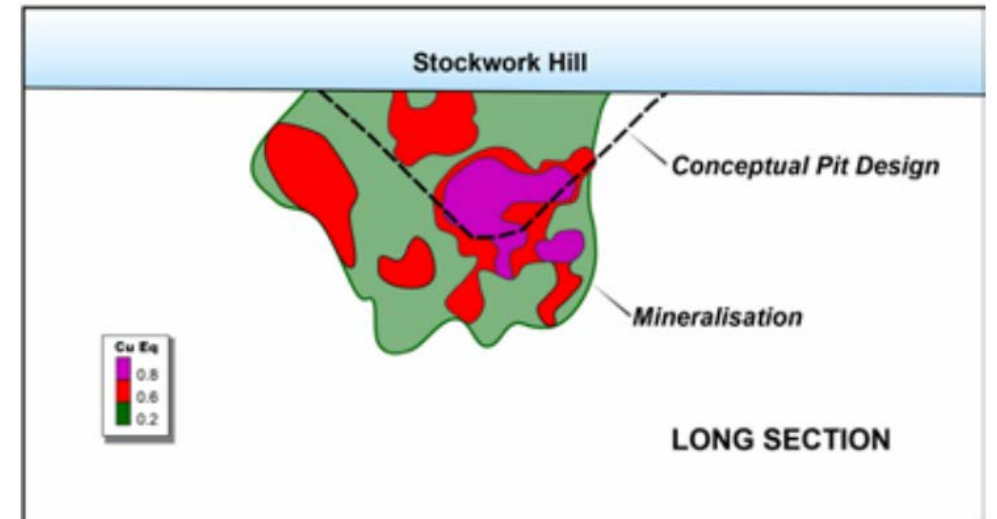 Stockwork Hill
Conceptual Pit Design
Mineralisation
Cu Eq
0.8
0.6
0.2
LONG SECTION